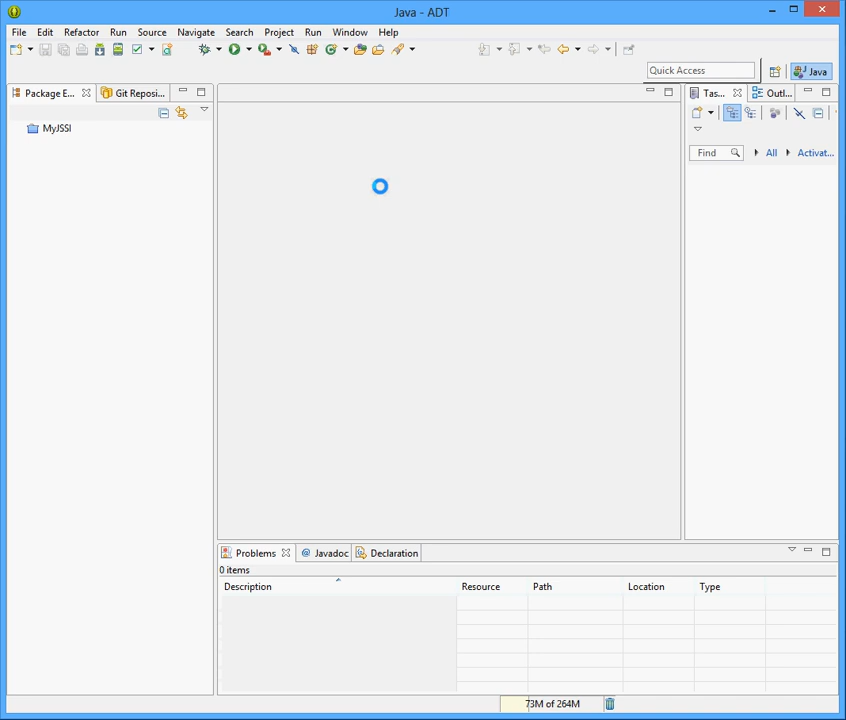 Java - ADT
File Edit Refactor Run Source Navigate Search Project Run Window Help
Quick Access
Java
Package E...
Git Reposi...
MyJSSI
Tas...
Outl...
Find
All
Activat...
Problems
Javadoc
Declaration
0 items
Description Resource Path Location Type
73M of 264M